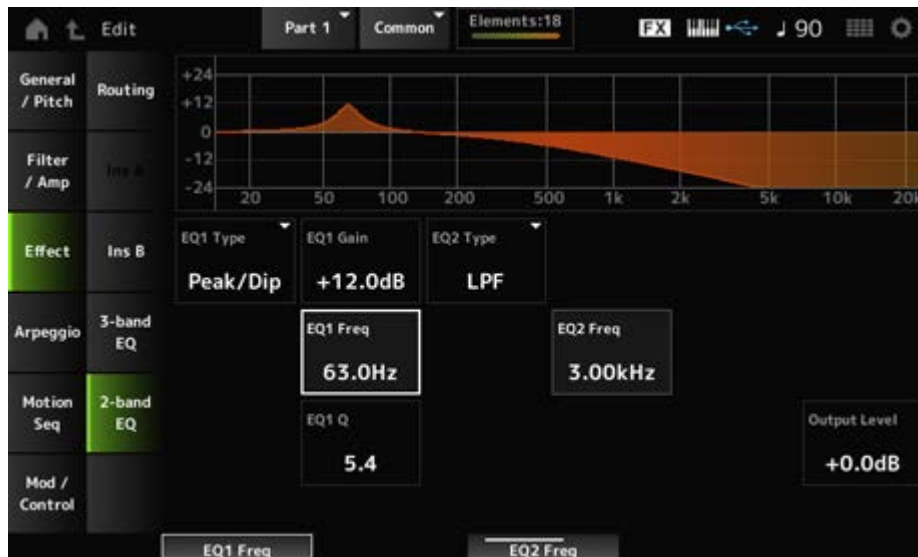 Edit
Part 1
Common
Elements:18
FX
♩ 90
General / Pitch
Filter / Amp
Effect
Arpeggio
Motion Seq
Mod / Control
Routing
Ins A
Ins B
3-band EQ
2-band EQ
+24
+12
0
-12
-24
20 50 100 200 500 1k 2k 5k 10k 20k
EQ1 Type
Peak/Dip
EQ1 Gain
+12.0dB
EQ2 Type
LPF
EQ1 Freq
63.0Hz
EQ2 Freq
3.00kHz
EQ1 Q
5.4
Output Level
+0.0dB
EQ1 Freq
EQ2 Freq